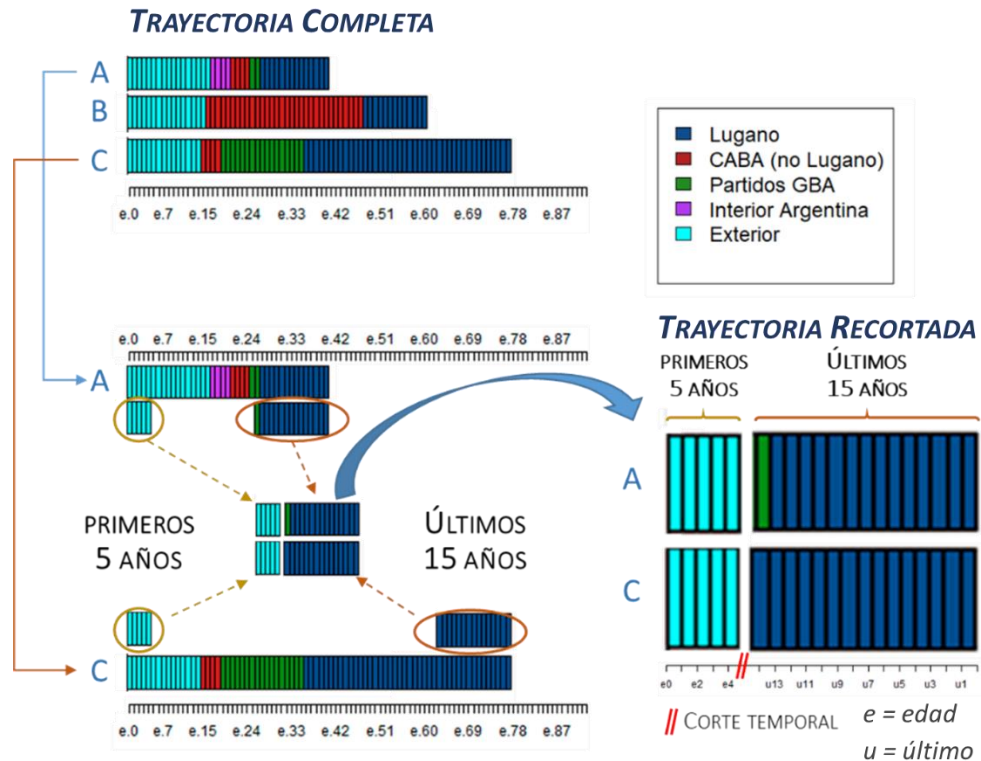 TRAYECTORIA COMPLETA
A
B
C
e.0 e.7 e.15 e.24 e.33 e.42 e.51 e.60 e.69 e.78 e.87
Lugano
CABA (no Lugano)
Partidos GBA
Interior Argentina
Exterior
e.0 e.7 e.15 e.24 e.33 e.42 e.51 e.60 e.69 e.78 e.87
A
PRIMEROS
5 AÑOS
ÚLTIMOS
15 AÑOS
C
e.0 e.7 e.15 e.24 e.33 e.42 e.51 e.60 e.69 e.78 e.87
TRAYECTORIA RECORTADA
PRIMEROS
5 AÑOS
ÚLTIMOS
15 AÑOS
A
C
e0 e2 e4 u13 u11 u9 u7 u5 u3 u1
// CORTE TEMPORAL
e = edad
u = último